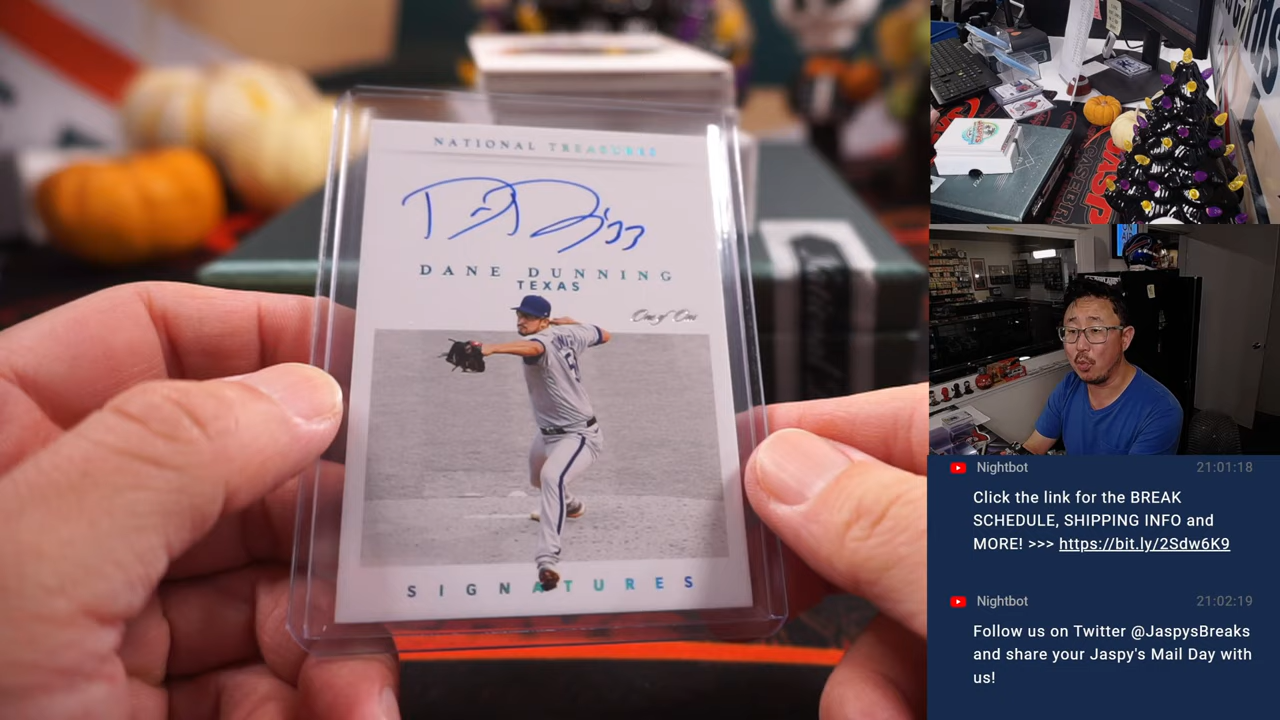 NATIONAL TREASURES
DANE DUNNING
TEXAS
One of One
SIGNATURES
CASEBR
Nightbot
21:01:18
Click the link for the BREAK
SCHEDULE, SHIPPING INFO and
MORE! >>> https://bit.ly/2Sdw6K9
Nightbot
21:02:19
Follow us on Twitter @JaspysBreaks
and share your Jaspy's Mail Day with
us!